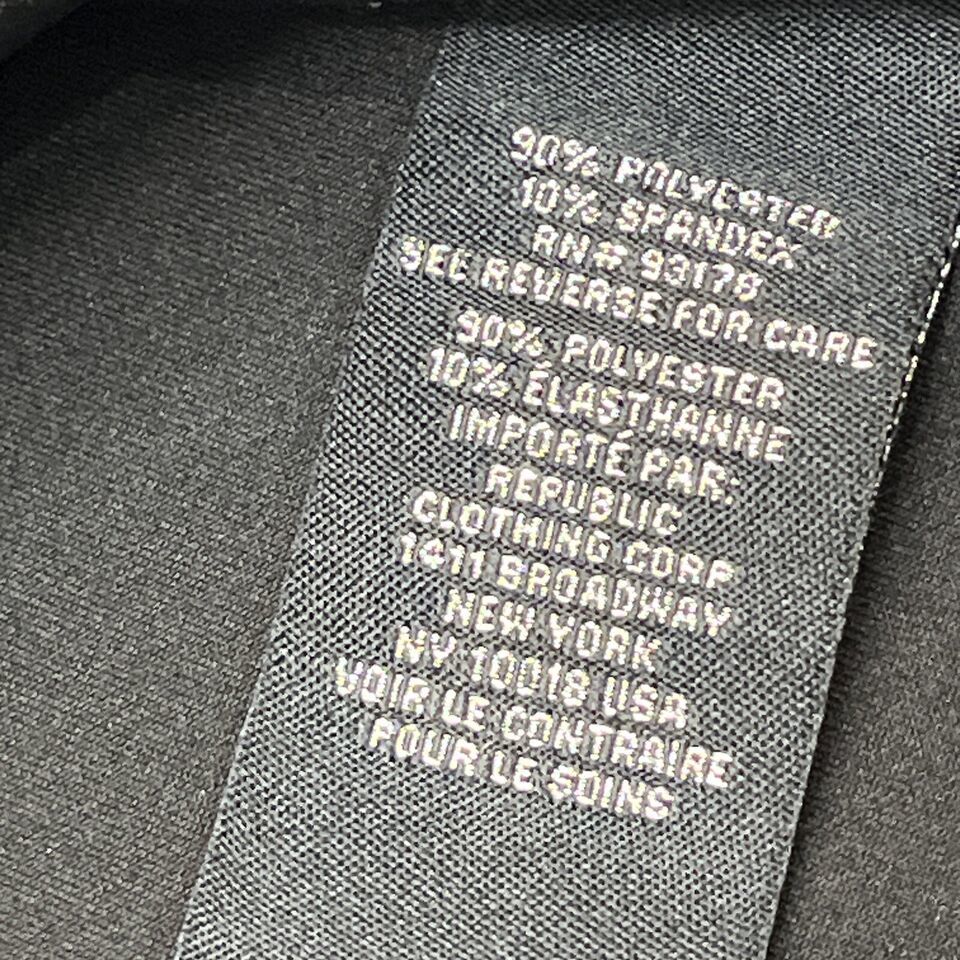 90% POLYESTER
10% SPANDEX
RN# 93178
SEE REVERSE FOR CARE
90% POLYESTER
10% ÉLASTHANNE
IMPORTÉ PAR:
REPUBLIC
CLOTHING CORP
1411 BROADWAY
NEW YORK
NY 10018 USA
VOIR LE CONTRAIRE
POUR LE SOINS